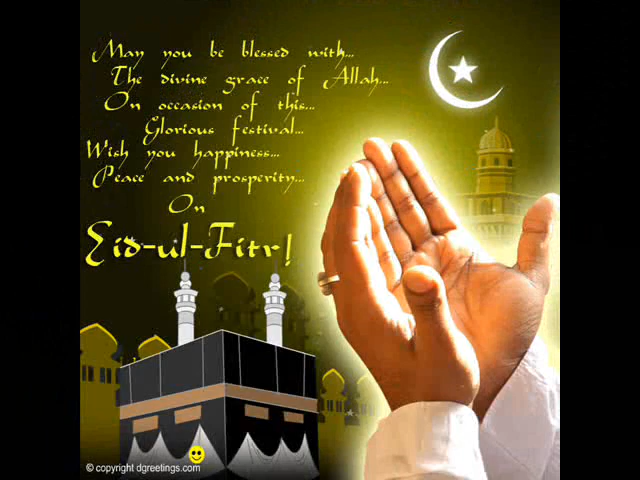 May you be blessed with...
The divine grace of Allah...
On occasion of this...
Glorious festival...
Wish you happiness...
Peace and prosperity...
On
Eid-ul-Fitr!
© copyright dgreetings.com